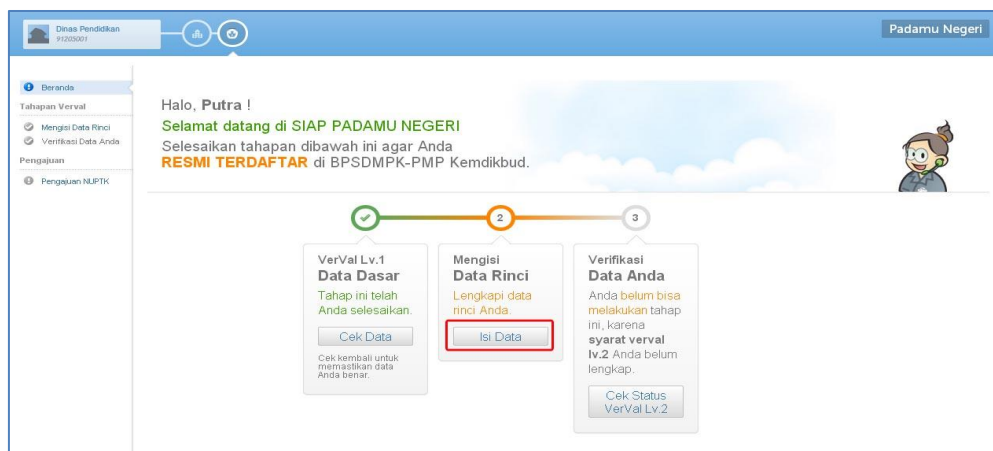 Dinas Pendidikan
91205001
Padamu Negeri
Beranda
Tahapan Verval
Mengisi Data Rinci
Verifikasi Data Anda
Pengajuan
Pengajuan NUPTK
Halo, Putra !
Selamat datang di SIAP PADAMU NEGERI
Selesaikan tahapan dibawah ini agar Anda
RESMI TERDAFTAR di BPSDMPK-PMP Kemdikbud.
2
3
VerVal Lv.1
Data Dasar
Tahap ini telah
Anda selesaikan.
Cek Data
Cek kembali untuk
memastikan data
Anda benar.
Mengisi
Data Rinci
Lengkapi data
rinci Anda.
Isi Data
Verifikasi
Data Anda
Anda belum bisa
melakukan tahap
ini, karena
syarat verval
lv.2 Anda belum
lengkap.
Cek Status
VerVal Lv.2